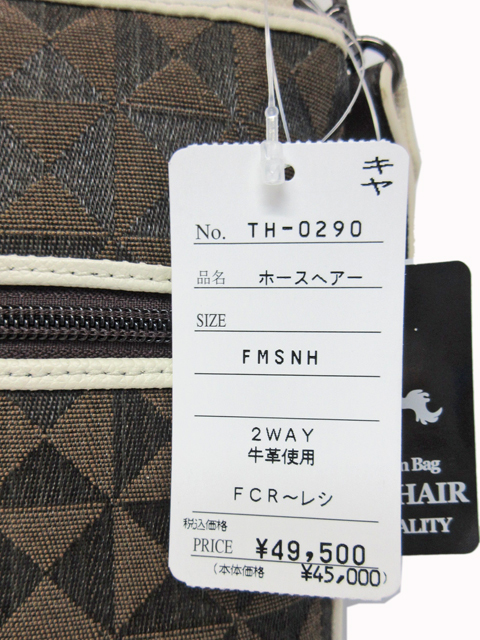 キャ
No. TH-0290
品名 ホースヘアー
SIZE
FMSNH
2WAY
牛革使用
FCR～レシ
税込価格
PRICE ¥49,500
(本体価格 ¥45,000)
Bag
HAIR
ALITY